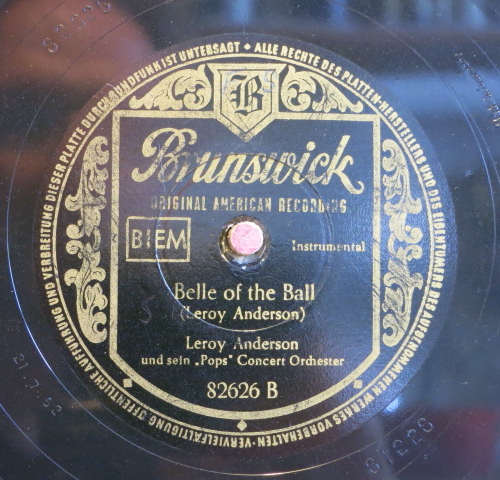 ALLE RECHTE DES PLATTEN-HERSTELLERS UND DES EIGENTÜMERS DES AUFGENOMMENEN WERKES VORBEHALTEN · VERVIELFÄLTIGUNG ÖFFENTLICHE AUFFÜHRUNG UND VERBREITUNG DIESER PLATTE DURCH RUNDFUNK IST UNTERSAGT
B
Brunswick
ORIGINAL AMERICAN RECORDING
BIEM
Instrumental
Belle of the Ball
(Leroy Anderson)
Leroy Anderson
und sein „Pops" Concert Orchester
82626 B